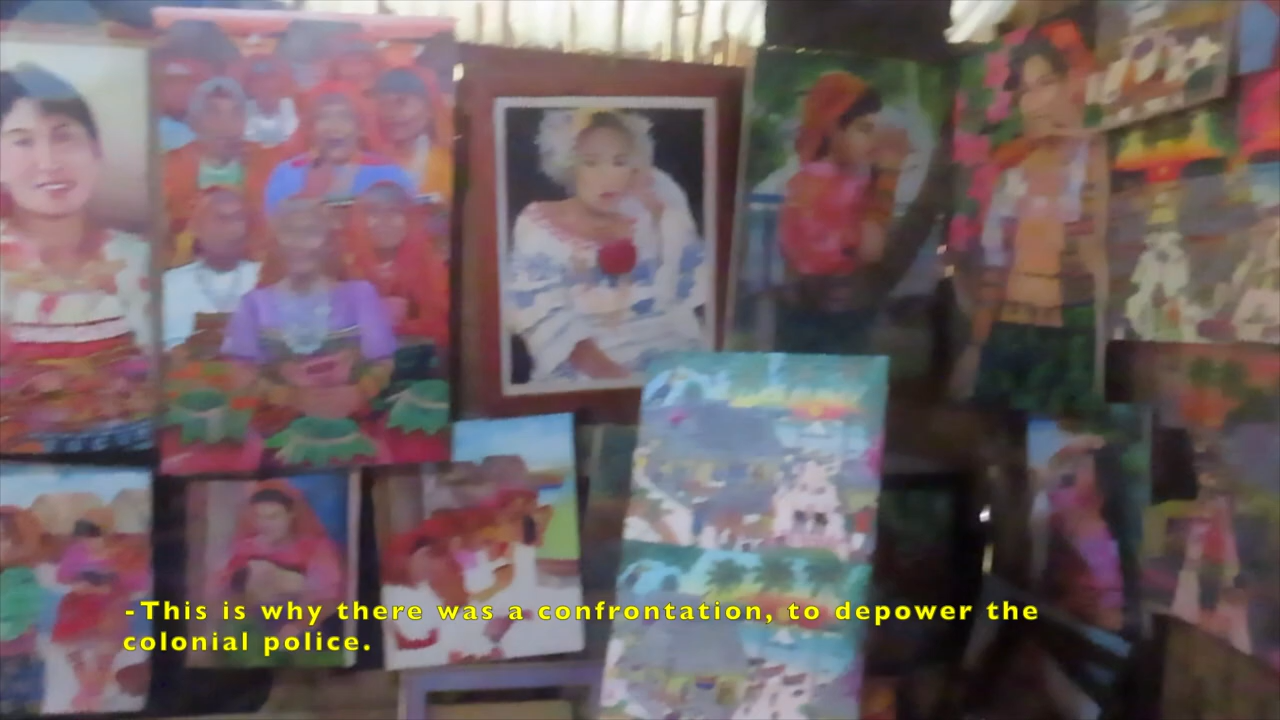 -This is why there was a confrontation, to depower the
colonial police.